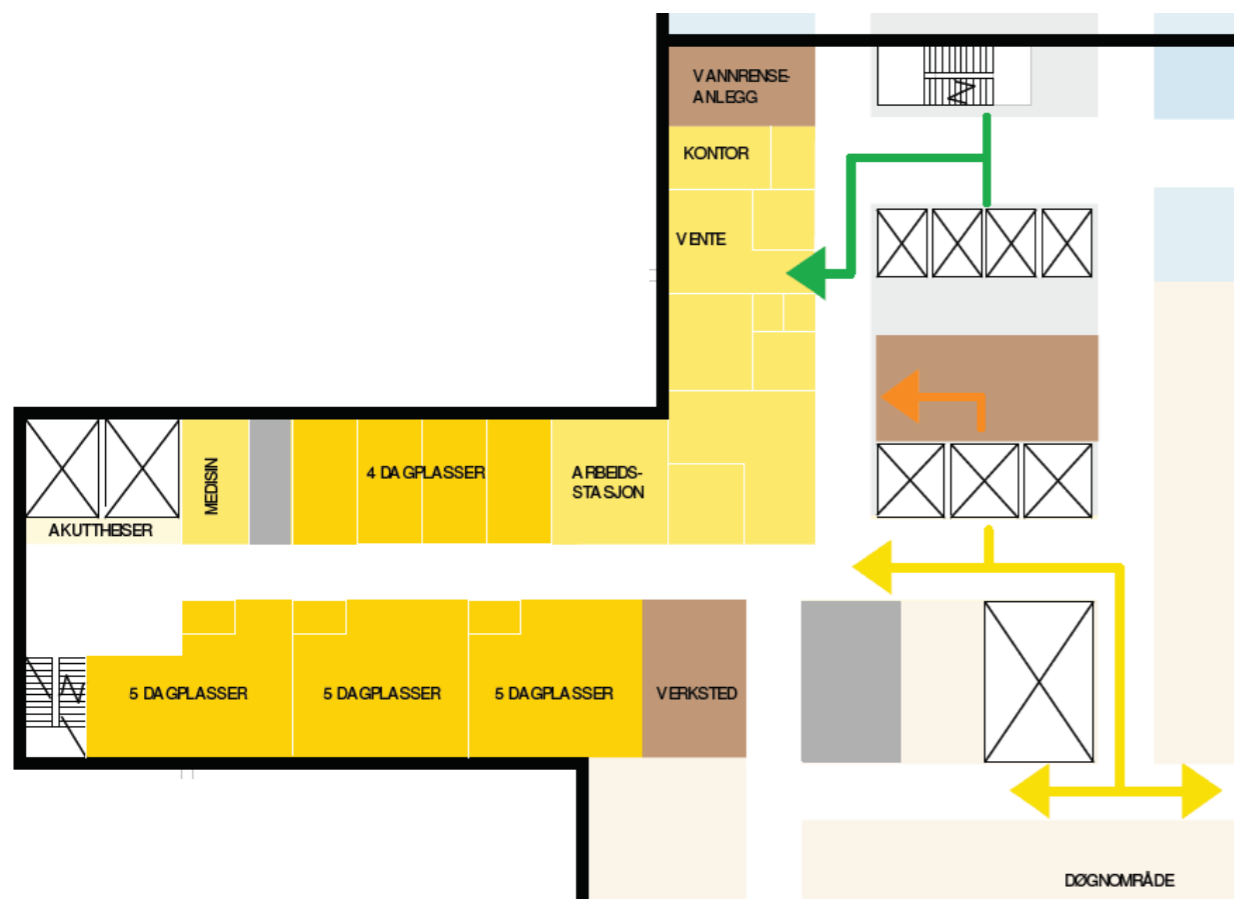 VANNRENSE-
ANLEGG
KONTOR
VENTE
4 DAGPLASSER
ARBEIDS-
STASJON
MEDISIN
AKUTTHEISER
5 DAGPLASSER
5 DAGPLASSER
5 DAGPLASSER
VERKSTED
DØGNOMRÅDE